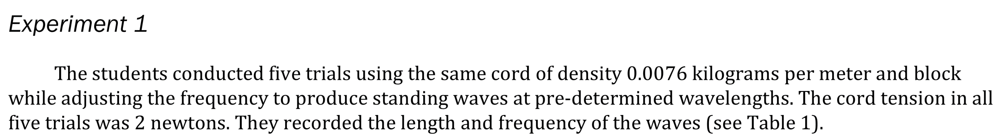 Experiment 1
The students conducted five trials using the same cord of density 0.0076 kilograms per meter and block
while adjusting the frequency to produce standing waves at pre-determined wavelengths. The cord tension in all
five trials was 2 newtons. They recorded the length and frequency of the waves (see Table 1).